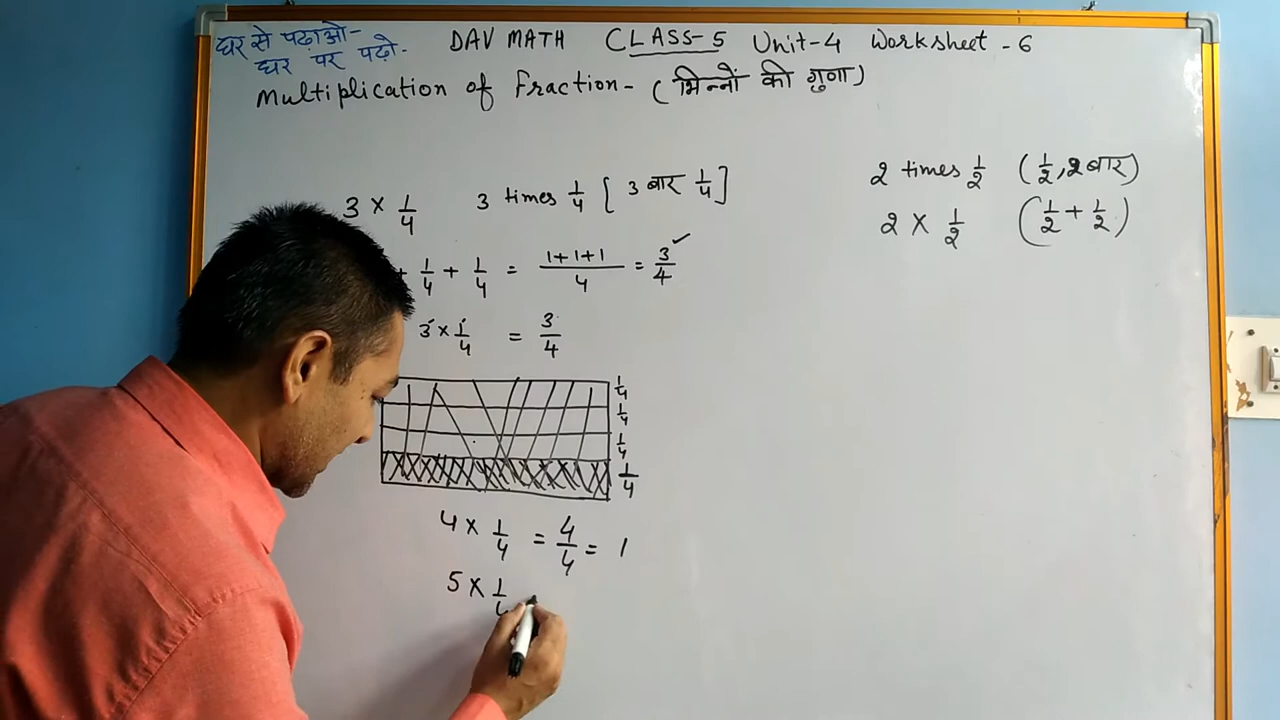 घर से पढ़ाओ-
घर पर पढ़ो.
DAV MATH CLASS-5 Unit-4 Worksheet-6
Multiplication of Fraction- (भिन्नों की गुणा)
3 × 1/4 3 times 1/4 [3 बार 1/4]
+ 1/4 + 1/4 = 1+1+1/4 = 3/4 ✓
3 × 1/4 = 3/4
1/4
1/4
1/4
1/4
4 × 1/4 = 4/4 = 1
5 × 1/4
2 times 1/2 (1/2, 2 बार)
2 × 1/2 (1/2 + 1/2)